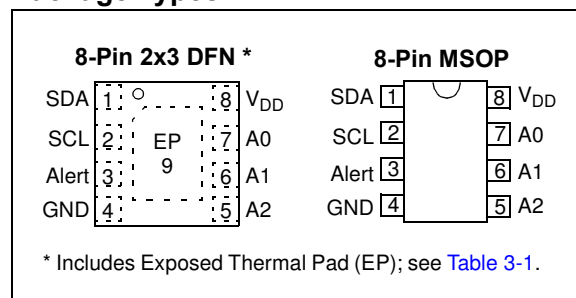 8-Pin 2x3 DFN *
SDA 1 8 VDD
SCL 2 EP 7 A0
Alert 3 9 6 A1
GND 4 5 A2
8-Pin MSOP
SDA 1 8 VDD
SCL 2 7 A0
Alert 3 6 A1
GND 4 5 A2
* Includes Exposed Thermal Pad (EP); see Table 3-1.